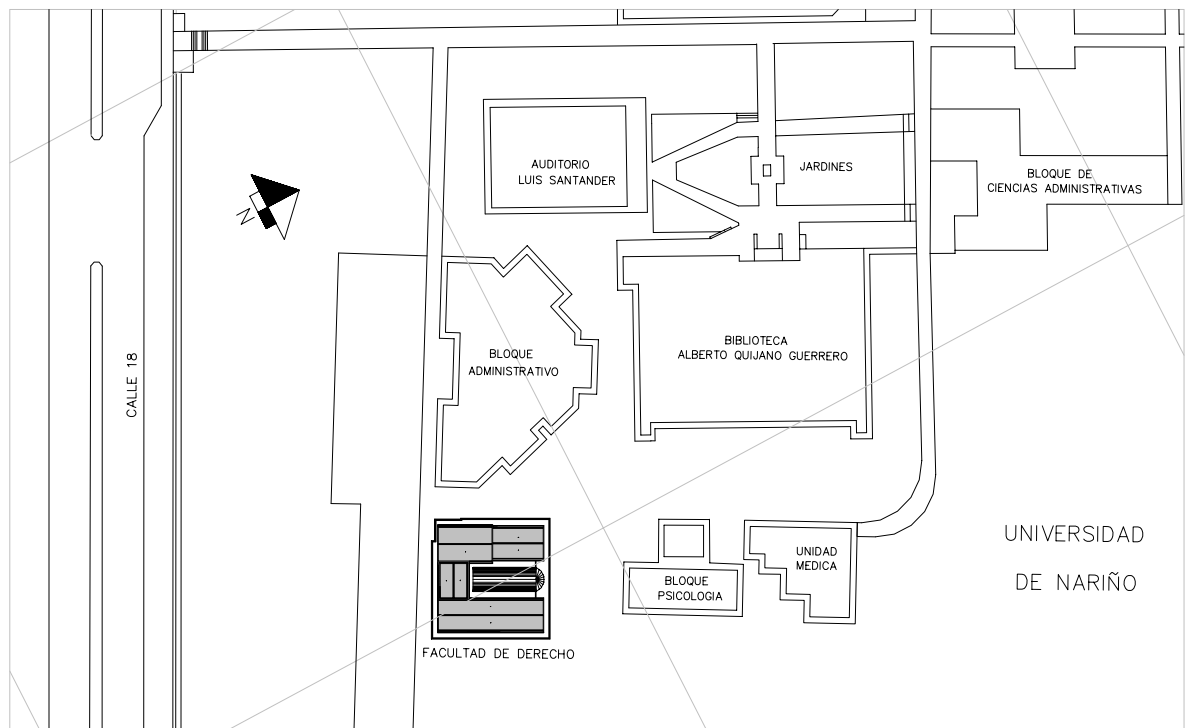 AUDITORIO
LUIS SANTANDER
JARDINES
BLOQUE DE
CIENCIAS ADMINISTRATIVAS
N
BLOQUE
ADMINISTRATIVO
BIBLIOTECA
ALBERTO QUIJANO GUERRERO
CALLE 18
UNIVERSIDAD
DE NARIÑO
UNIDAD
MEDICA
BLOQUE
PSICOLOGIA
FACULTAD DE DERECHO